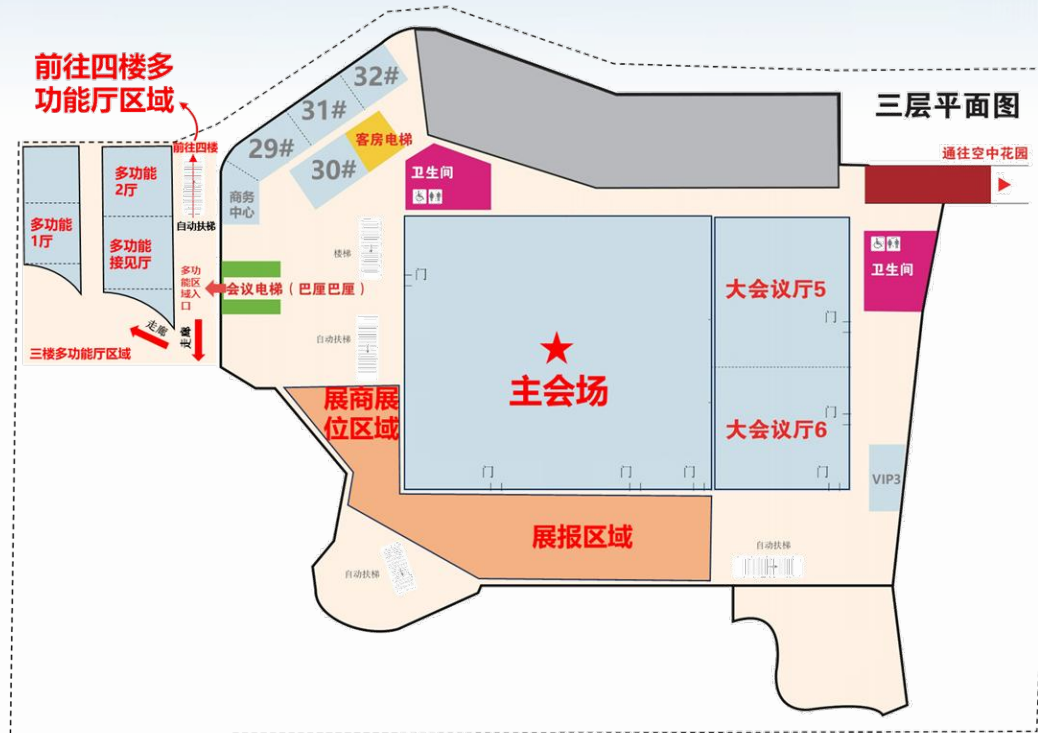 前往四楼多
功能厅区域
三层平面图
32#
31#
29#
30#
客房电梯
前往四楼
通往空中花园
卫生间
商务
中心
多功能
2厅
多功能
1厅
自动扶梯
多功能
接见厅
楼梯
门
卫生间
多功
能区
域入
口
会议电梯（巴厘巴厘）
大会议厅5
门
走廊
走廊
三楼多功能厅区域
自动扶梯
主会场
展商展
位区域
大会议厅6
门
门
门
门
门
VIP3
展报区域
自动扶梯
自动扶梯